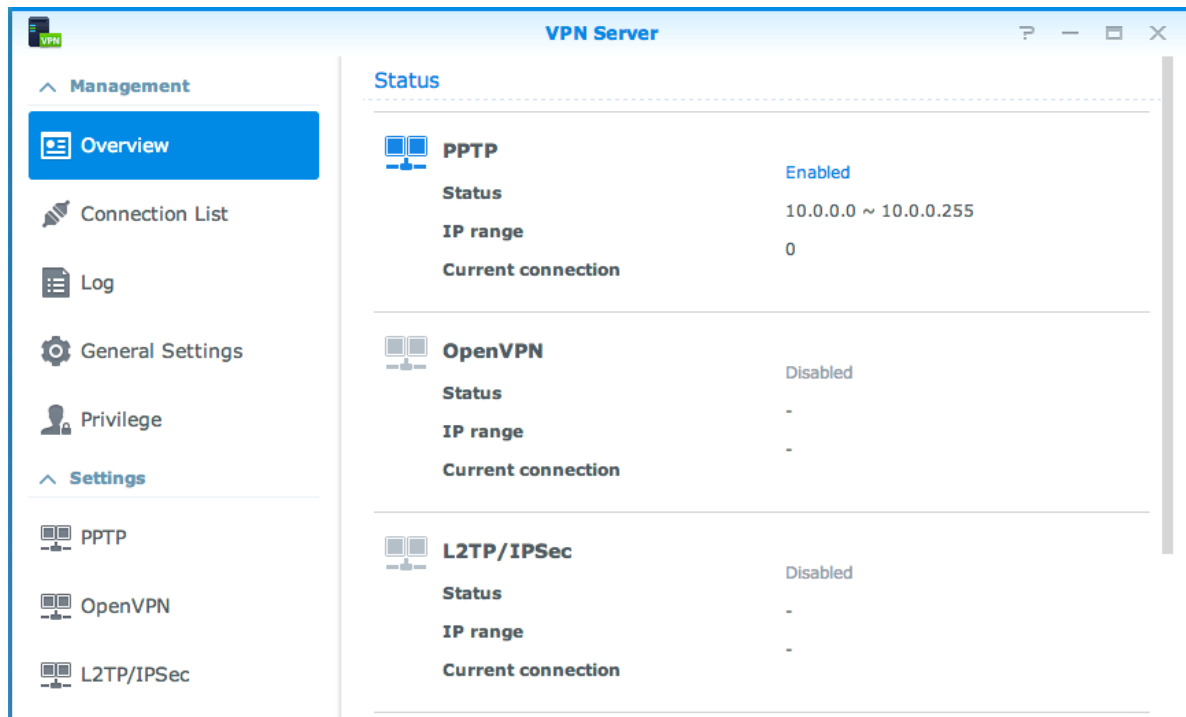 VPN
VPN Server
Management
Overview
Connection List
Log
General Settings
Privilege
Settings
PPTP
OpenVPN
L2TP/IPSec
Status
PPTP
Status
Enabled
IP range
10.0.0.0 ~ 10.0.0.255
Current connection
0
OpenVPN
Status
Disabled
IP range
-
Current connection
-
L2TP/IPSec
Status
Disabled
IP range
-
Current connection
-